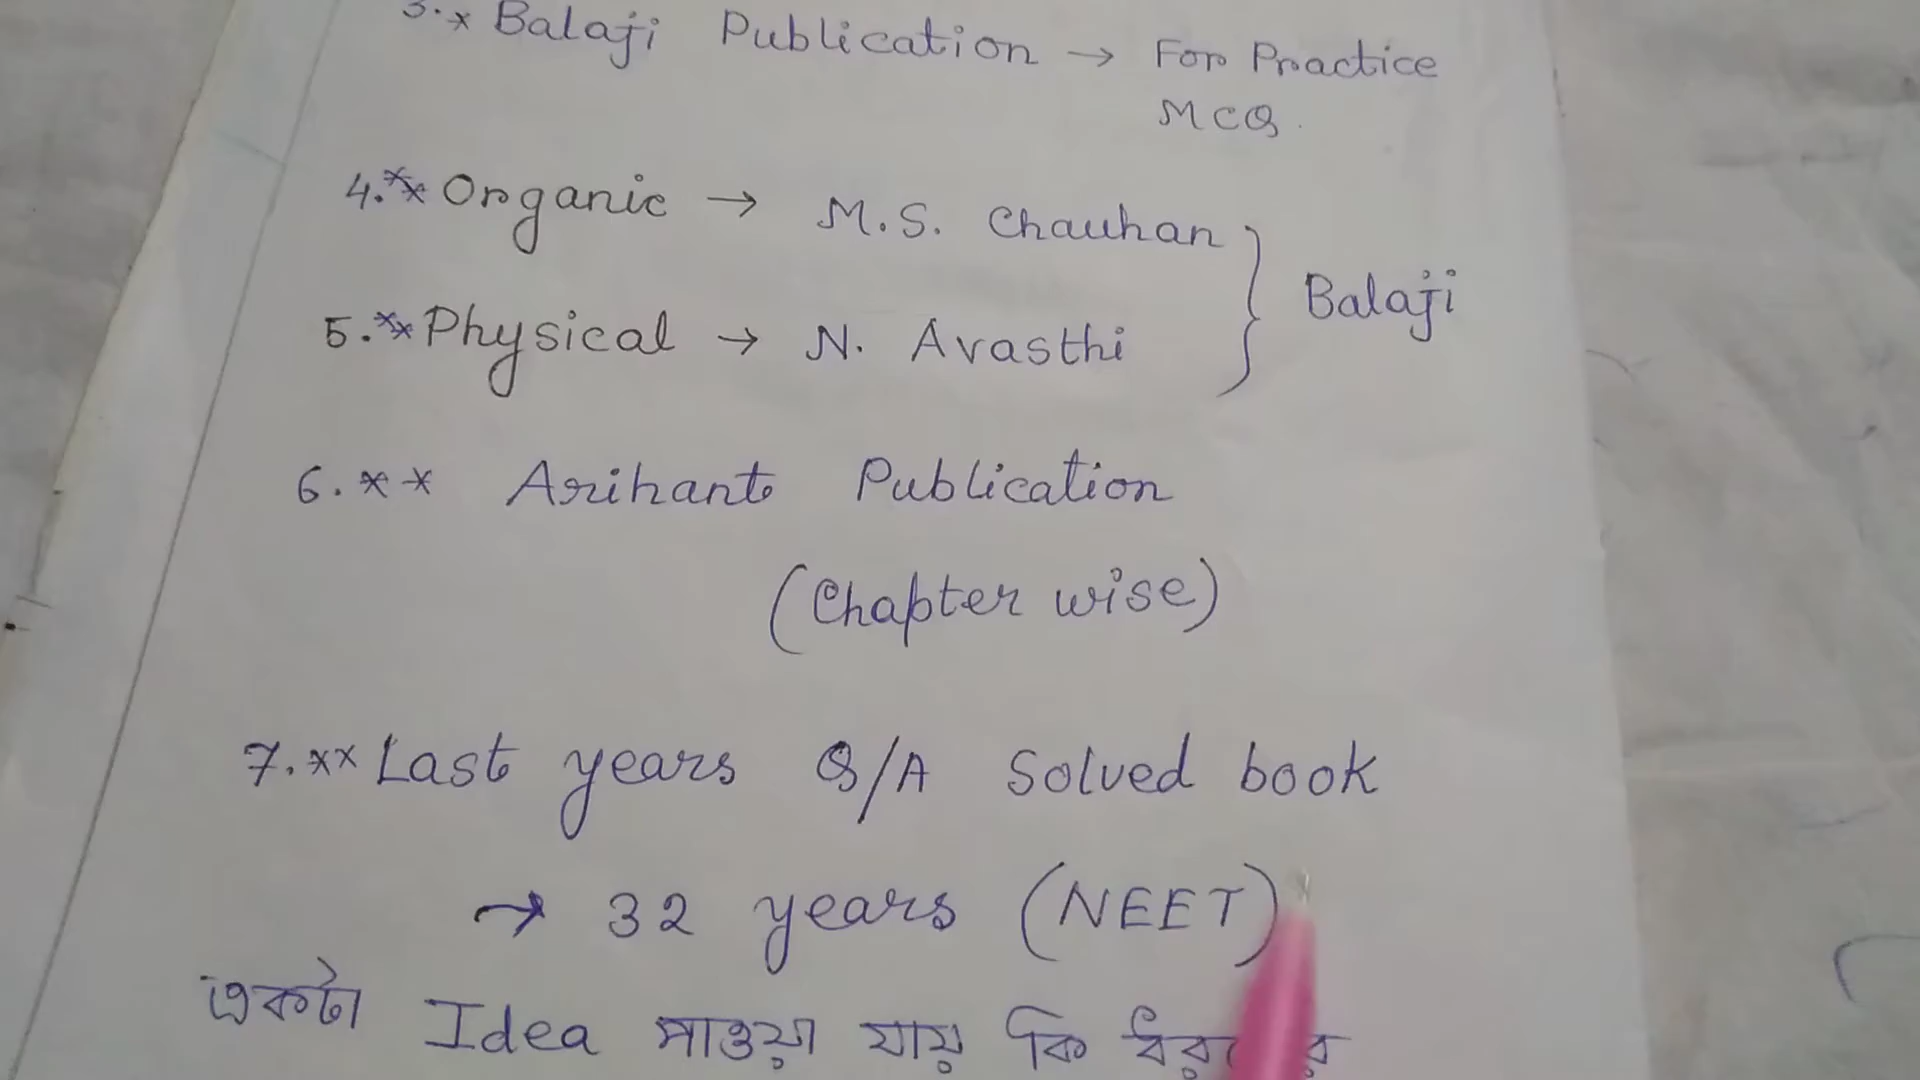 3.* Balaji Publication → For Practice
MCQ.
4.** Organic → M.S. Chauhan
} Balaji
5.** Physical → N. Avasthi
6.** Arihant Publication
(Chapter wise)
7.** Last years Q/A Solved book
→ 32 years (NEET)
একটা Idea পাওয়া যায় কি